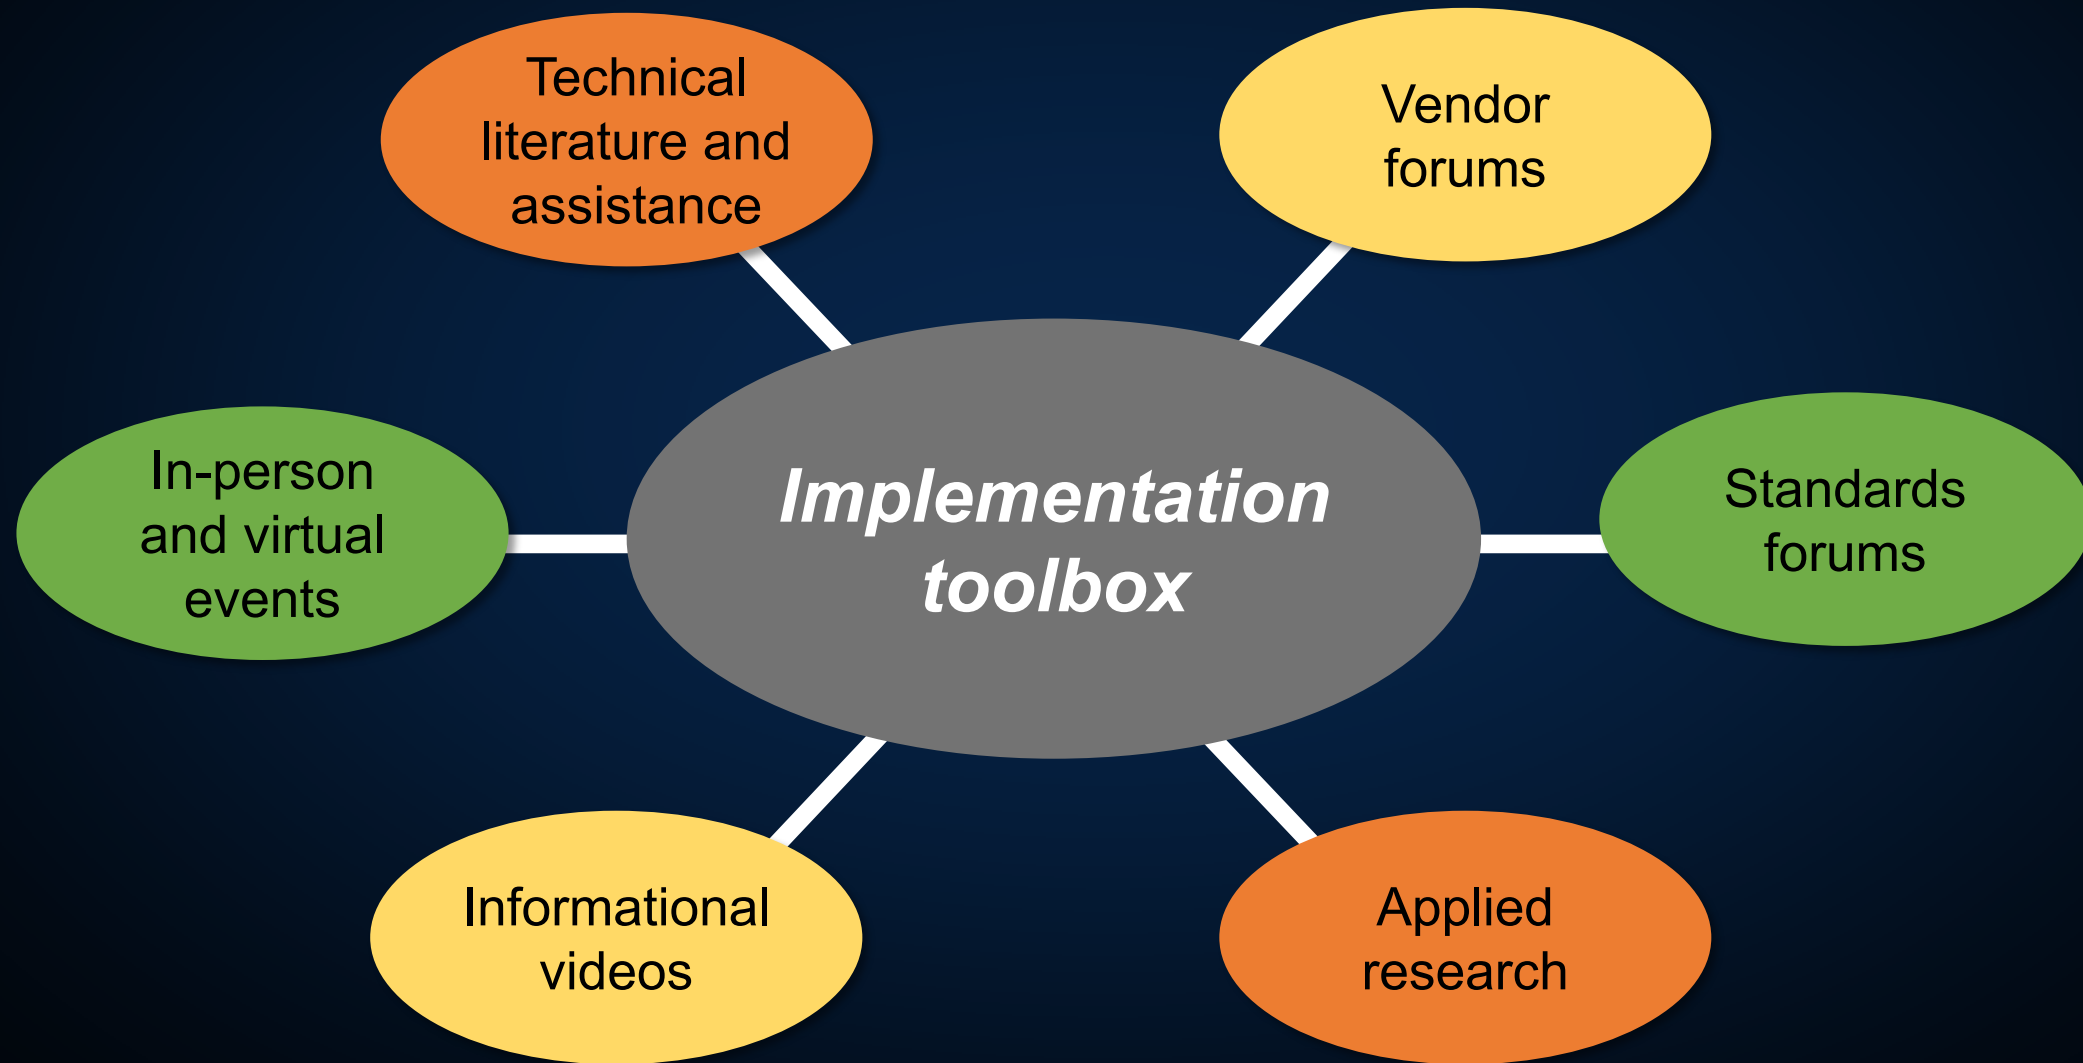 Technical
literature and
assistance
Vendor
forums
In-person
and virtual
events
Implementation
toolbox
Standards
forums
Informational
videos
Applied
research